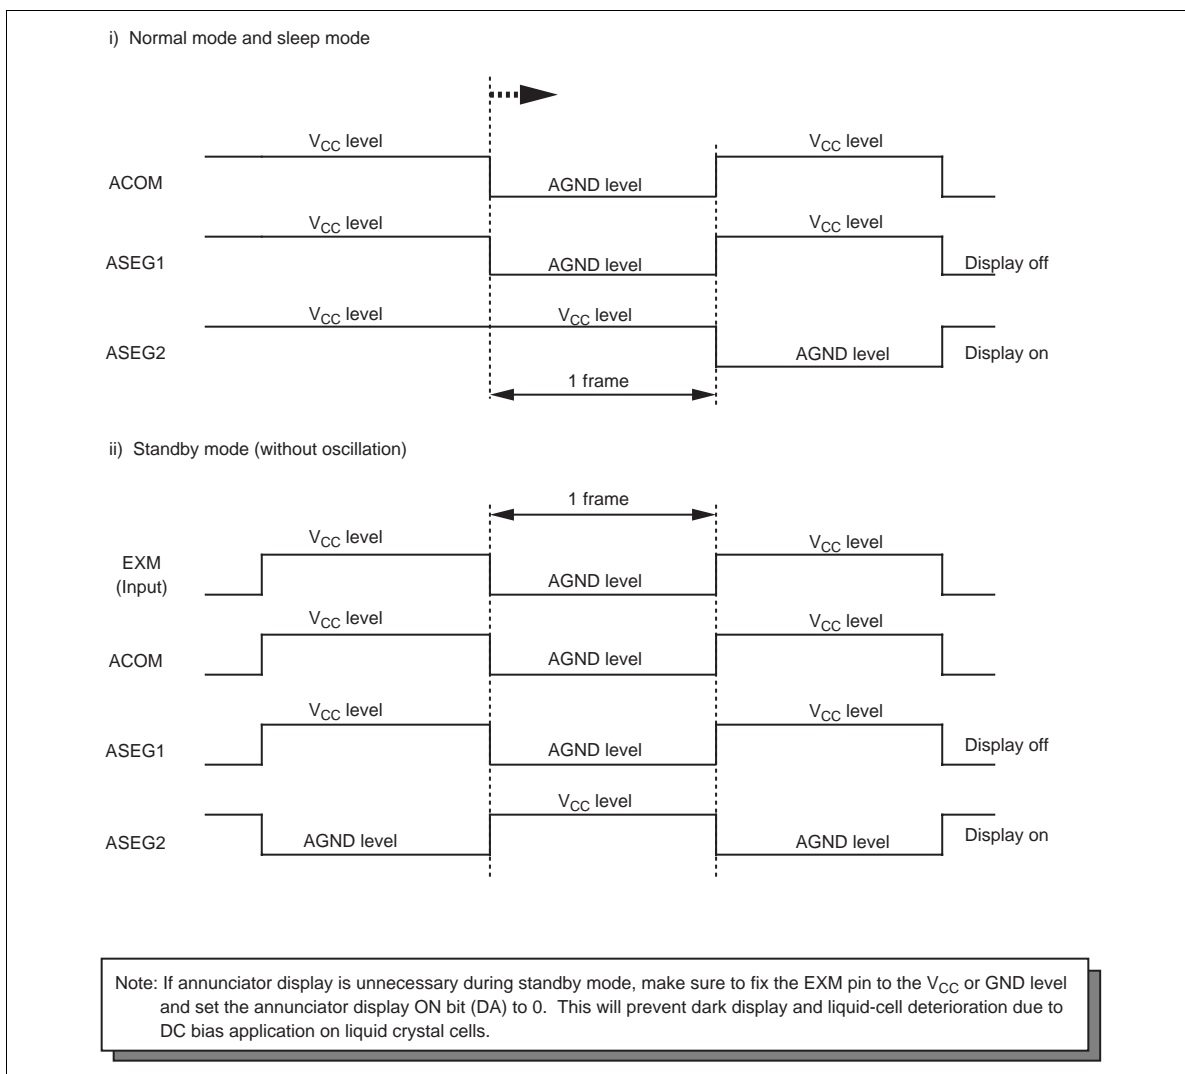 i) Normal mode and sleep mode
VCC level
VCC level
ACOM
AGND level
VCC level
VCC level
ASEG1
AGND level
Display off
VCC level
VCC level
ASEG2
AGND level
Display on
1 frame
ii) Standby mode (without oscillation)
1 frame
VCC level
VCC level
EXM
(Input)
AGND level
VCC level
VCC level
ACOM
AGND level
VCC level
VCC level
ASEG1
AGND level
Display off
VCC level
ASEG2
AGND level
AGND level
Display on
Note: If annunciator display is unnecessary during standby mode, make sure to fix the EXM pin to the VCC or GND level
and set the annunciator display ON bit (DA) to 0. This will prevent dark display and liquid-cell deterioration due to
DC bias application on liquid crystal cells.